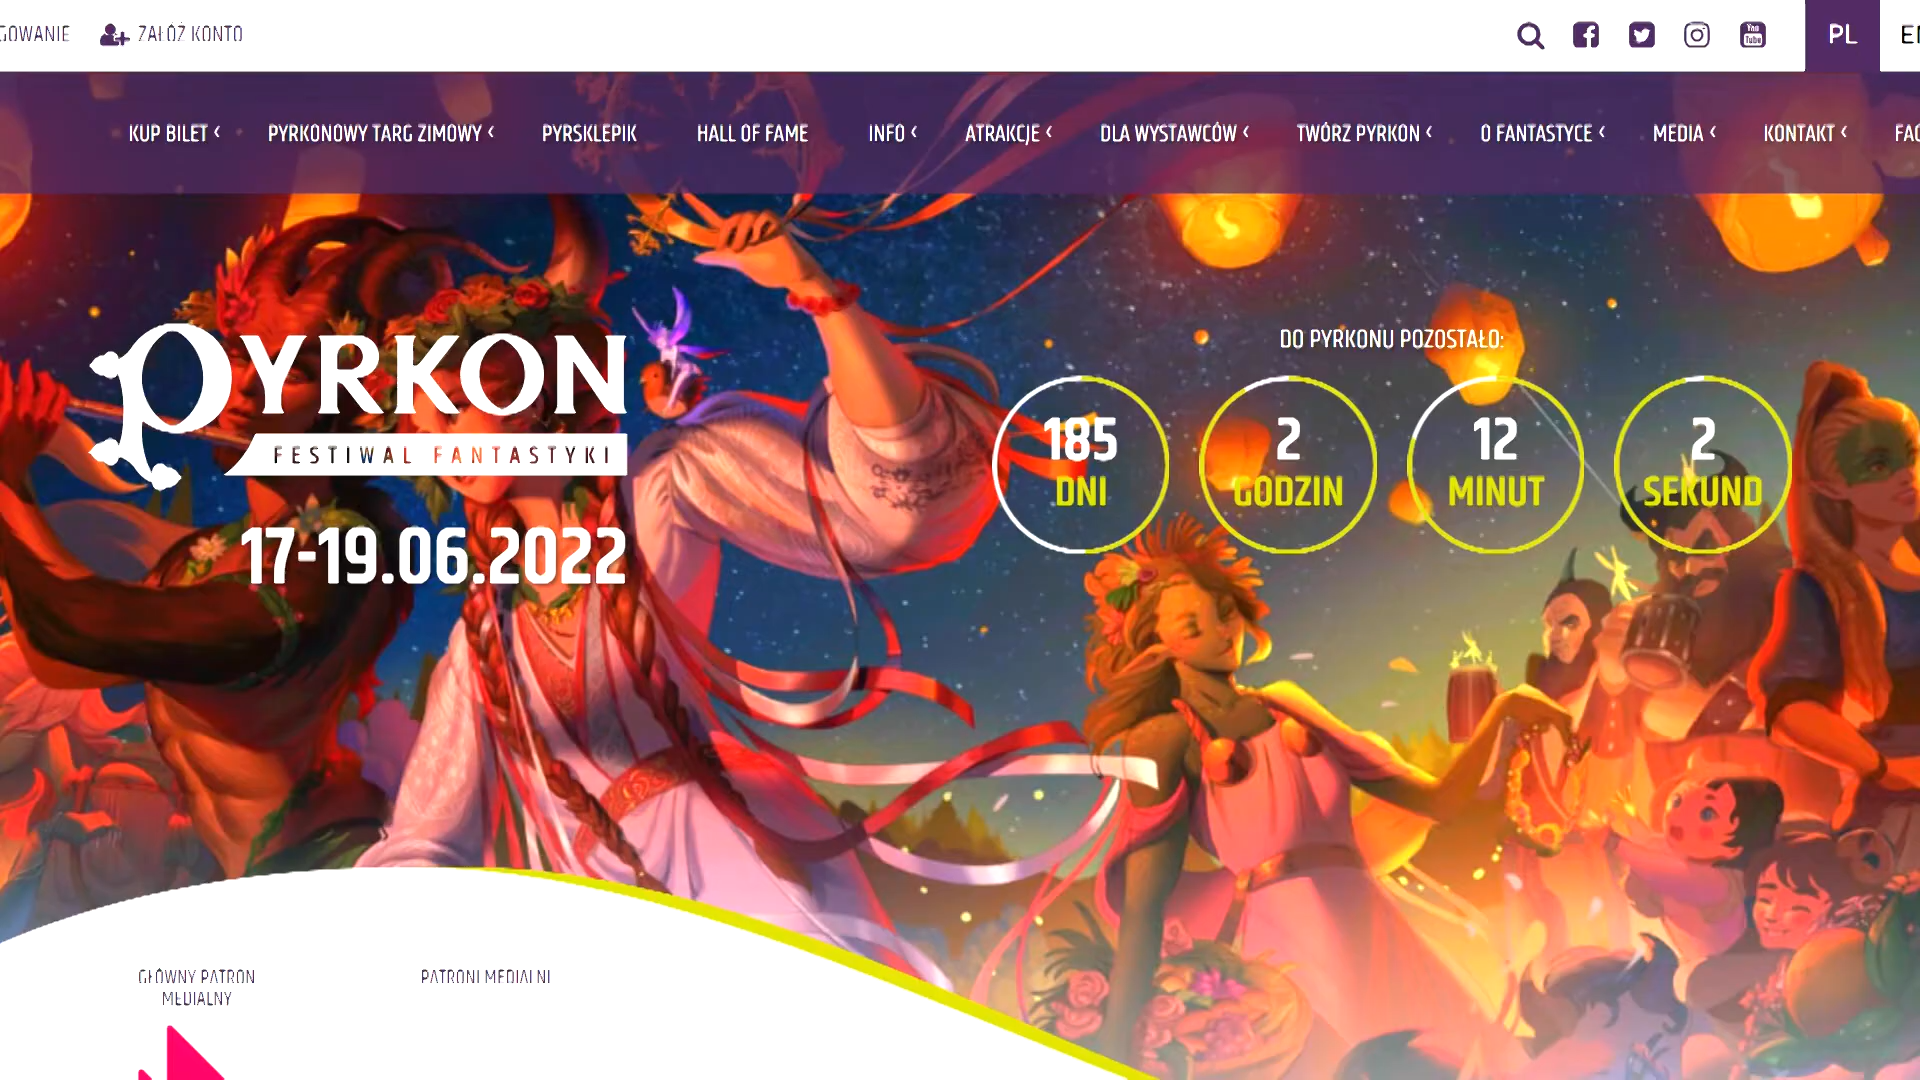 ZAŁÓŻ KONTO
PL
KUP BILET
PYRKONOWY TARG ZIMOWY
PYRSKLEPIK
HALL OF FAME
INFO
ATRAKCJE
DLA WYSTAWCÓW
TWÓRZ PYRKON
O FANTASTYCE
MEDIA
KONTAKT
PYRKON
FESTIWAL FANTASTYKI
17-19.06.2022
DO PYRKONU POZOSTAŁO:
185 DNI
2 GODZIN
12 MINUT
2 SEKUND
GŁÓWNY PATRON
MEDIALNY
PATRONI MEDIALNI